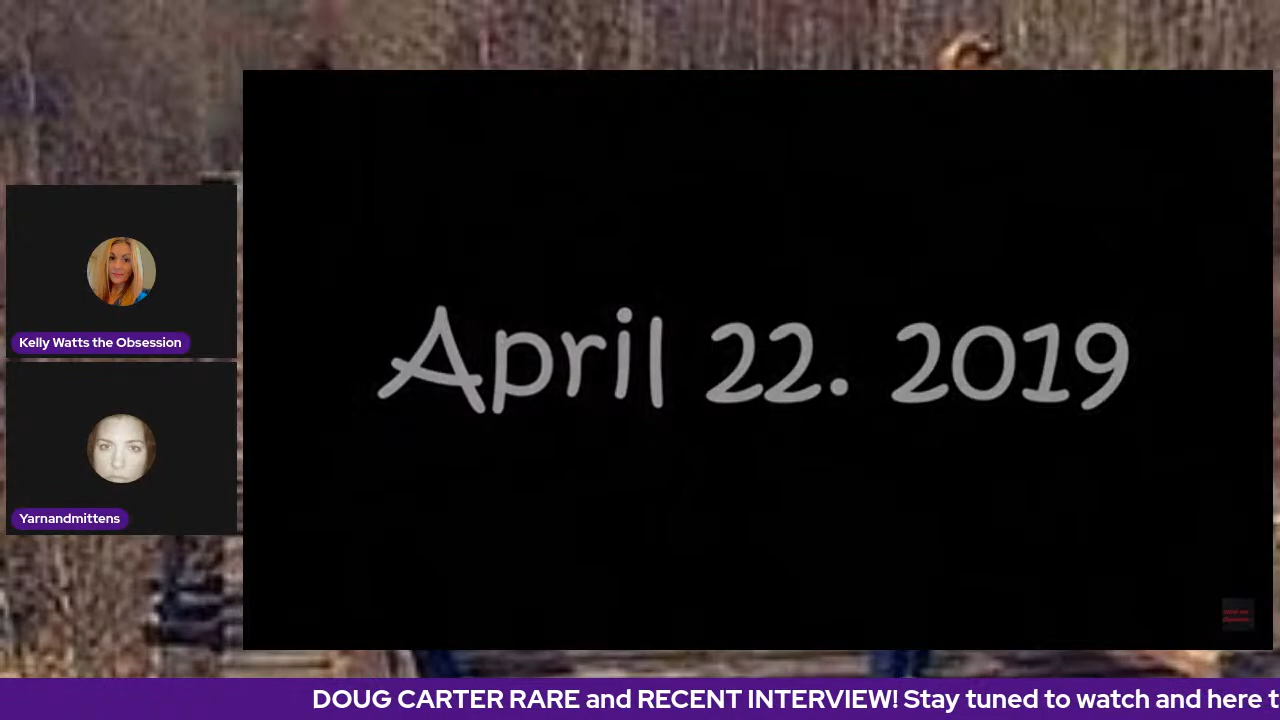 April 22. 2019
Kelly Watts the Obsession
Yarnandmittens
DOUG CARTER RARE and RECENT INTERVIEW! Stay tuned to watch and here t